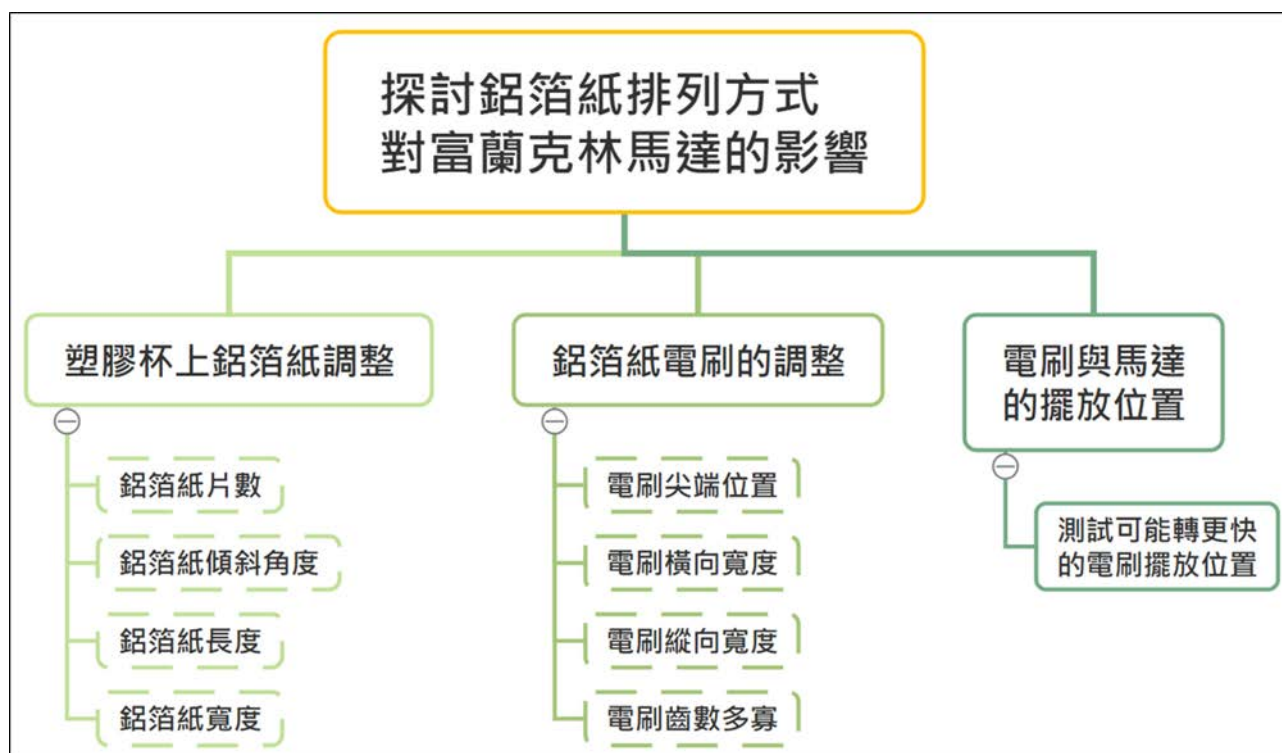 探討鋁箔紙排列方式
對富蘭克林馬達的影響
塑膠杯上鋁箔紙調整
鋁箔紙片數
鋁箔紙傾斜角度
鋁箔紙長度
鋁箔紙寬度
鋁箔紙電刷的調整
電刷尖端位置
電刷橫向寬度
電刷縱向寬度
電刷齒數多寡
電刷與馬達
的擺放位置
測試可能轉更快
的電刷擺放位置